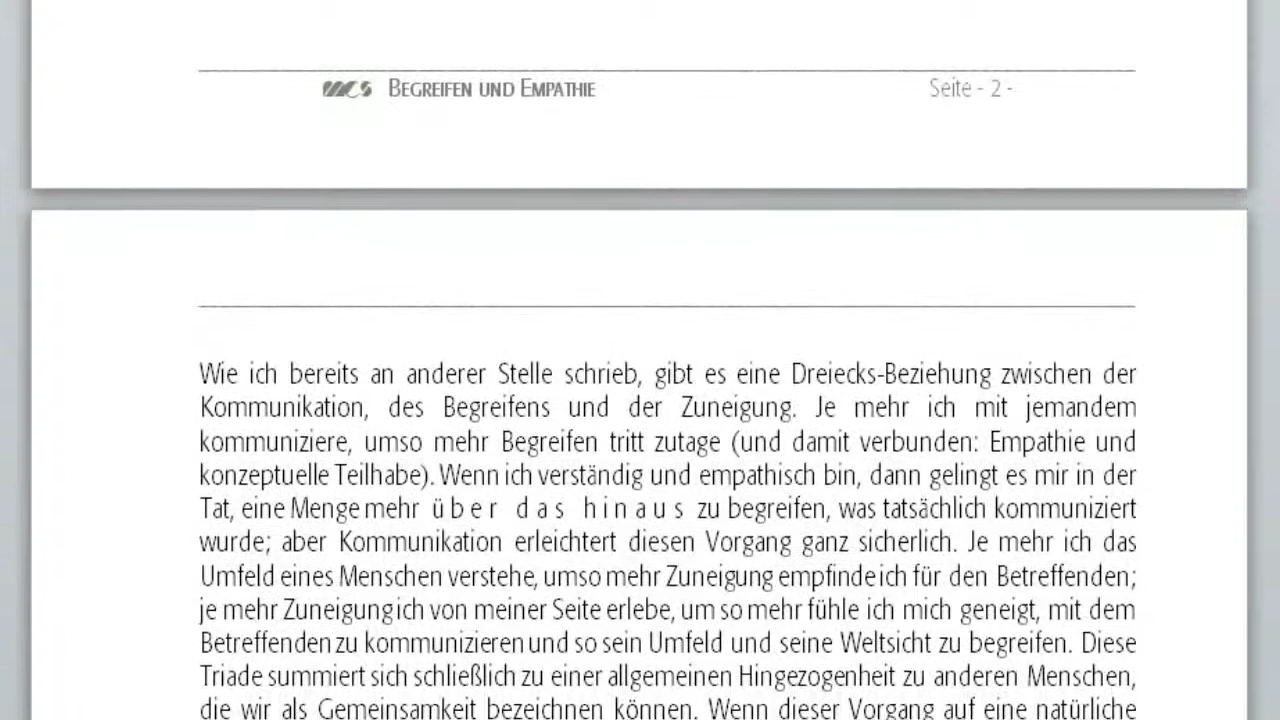 BEGREIFEN UND EMPATHIE Seite - 2 -
Wie ich bereits an anderer Stelle schrieb, gibt es eine Dreiecks-Beziehung zwischen der
Kommunikation, des Begreifens und der Zuneigung. Je mehr ich mit jemandem
kommuniziere, umso mehr Begreifen tritt zutage (und damit verbunden: Empathie und
konzeptuelle Teilhabe). Wenn ich verständig und empathisch bin, dann gelingt es mir in der
Tat, eine Menge mehr ü b e r d a s h i n a u s zu begreifen, was tatsächlich kommuniziert
wurde; aber Kommunikation erleichtert diesen Vorgang ganz sicherlich. Je mehr ich das
Umfeld eines Menschen verstehe, umso mehr Zuneigung empfinde ich für den Betreffenden;
je mehr Zuneigung ich von meiner Seite erlebe, um so mehr fühle ich mich geneigt, mit dem
Betreffenden zu kommunizieren und so sein Umfeld und seine Weltsicht zu begreifen. Diese
Triade summiert sich schließlich zu einer allgemeinen Hingezogenheit zu anderen Menschen,
die wir als Gemeinsamkeit bezeichnen können. Wenn dieser Vorgang auf eine natürliche